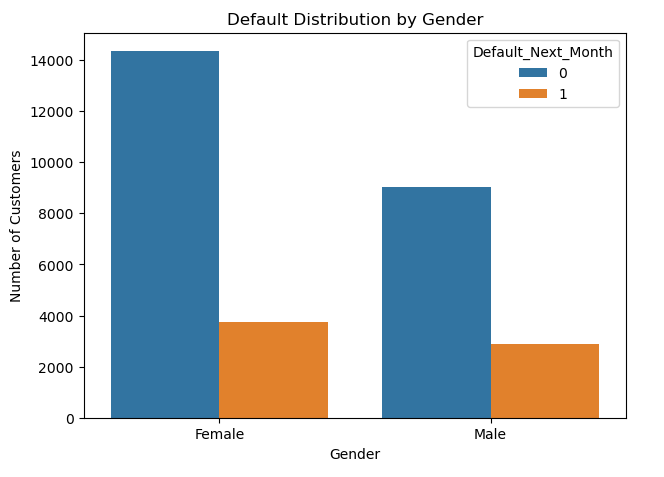 Default Distribution by Gender
Default_Next_Month
0
1
14000
12000
10000
8000
6000
4000
2000
0
Number of Customers
Female
Male
Gender